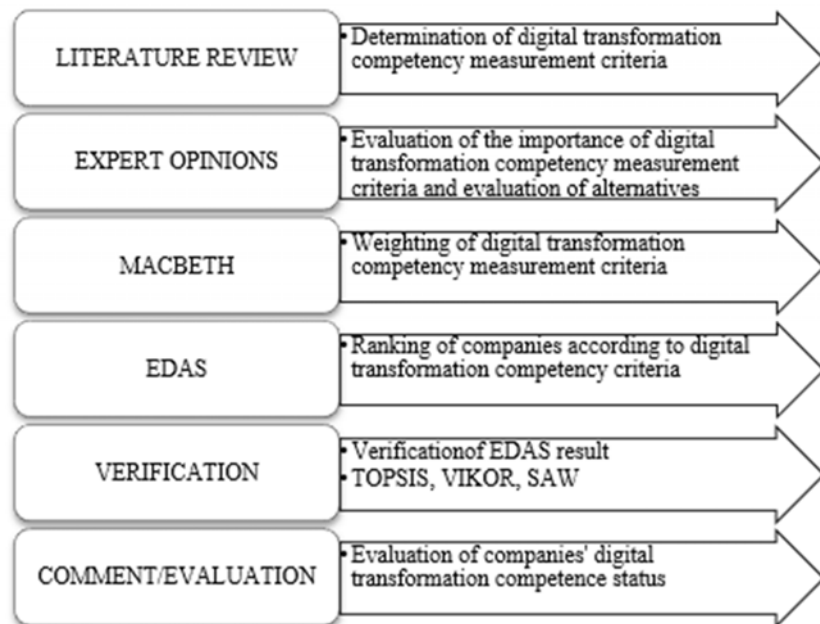 LITERATURE REVIEW
• Determination of digital transformation
competency measurement criteria
EXPERT OPINIONS
• Evaluation of the importance of digital
transformation competency measurement
criteria and evaluation of alternatives
MACBETH
• Weighting of digital transformation
competency measurement criteria
EDAS
• Ranking of companies according to digital
transformation competency criteria
VERIFICATION
• Verificationof EDAS result
• TOPSIS, VIKOR, SAW
COMMENT/EVALUATION
• Evaluation of companies' digital
transformation competence status